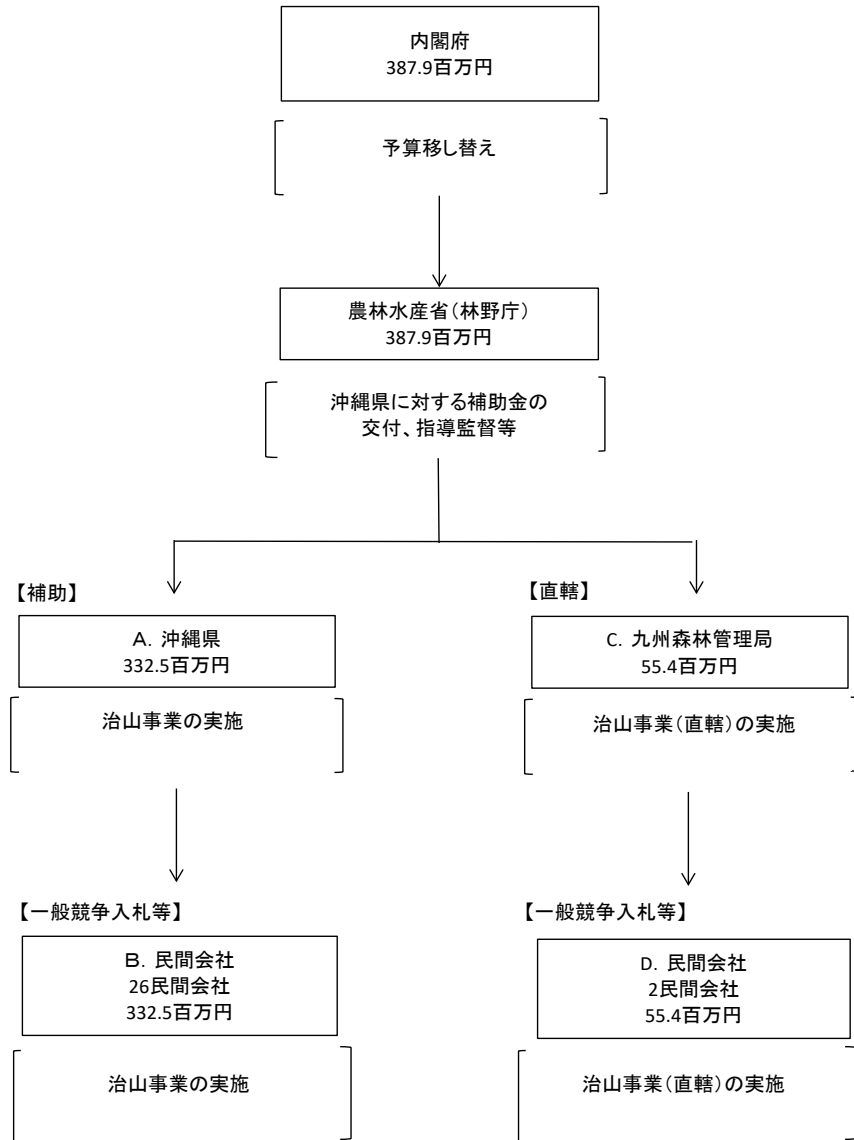 内閣府
387.9百万円
予算移し替え
農林水産省（林野庁）
387.9百万円
沖縄県に対する補助金の
交付、指導監督等
【補助】
A．沖縄県
332.5百万円
治山事業の実施
【一般競争入札等】
B．民間会社
26民間会社
332.5百万円
治山事業の実施
【直轄】
C．九州森林管理局
55.4百万円
治山事業（直轄）の実施
【一般競争入札等】
D．民間会社
2民間会社
55.4百万円
治山事業（直轄）の実施